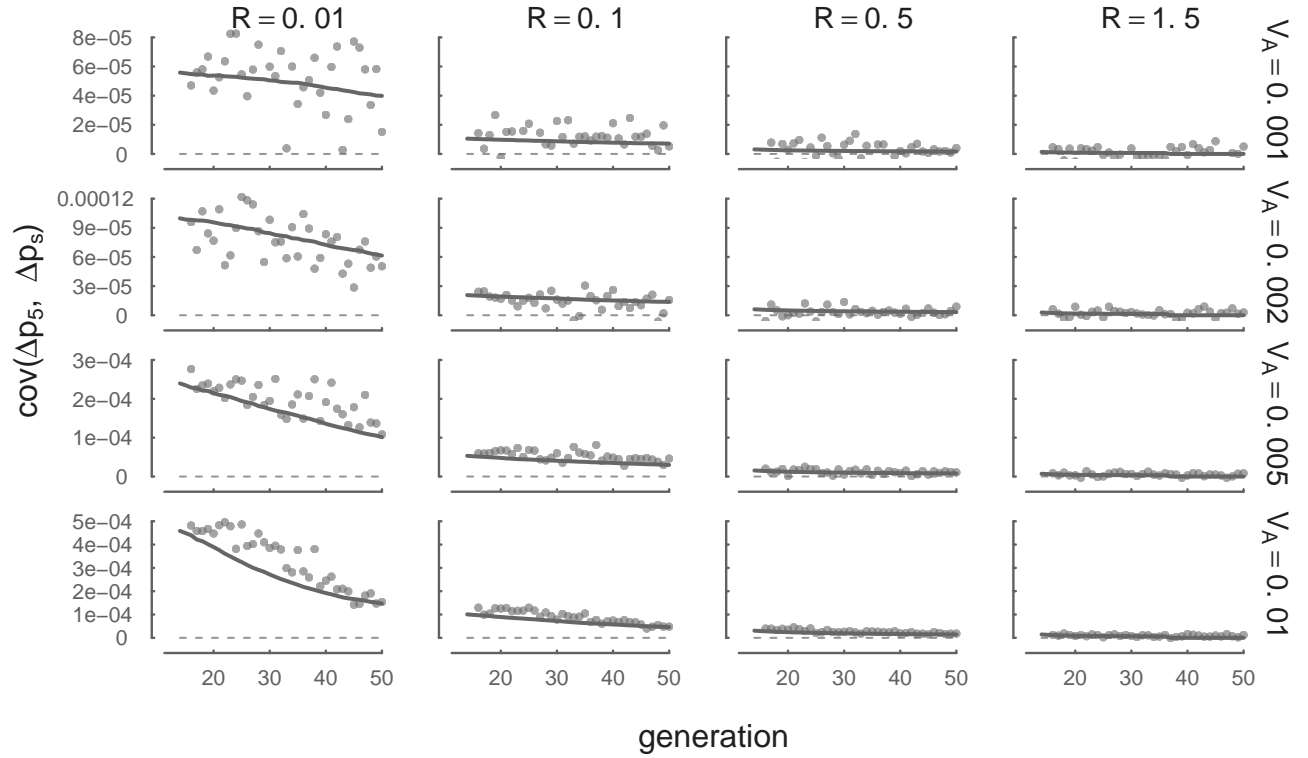 R = 0. 01
R = 0. 1
R = 0. 5
R = 1. 5
8e−05
6e−05
4e−05
2e−05
0
V_A = 0. 001
0.00012
9e−05
6e−05
3e−05
0
V_A = 0. 002
cov(Δp₅, Δpₛ)
3e−04
2e−04
1e−04
0
V_A = 0. 005
5e−04
4e−04
3e−04
2e−04
1e−04
0
V_A = 0. 01
20 30 40 50
20 30 40 50
20 30 40 50
20 30 40 50
generation